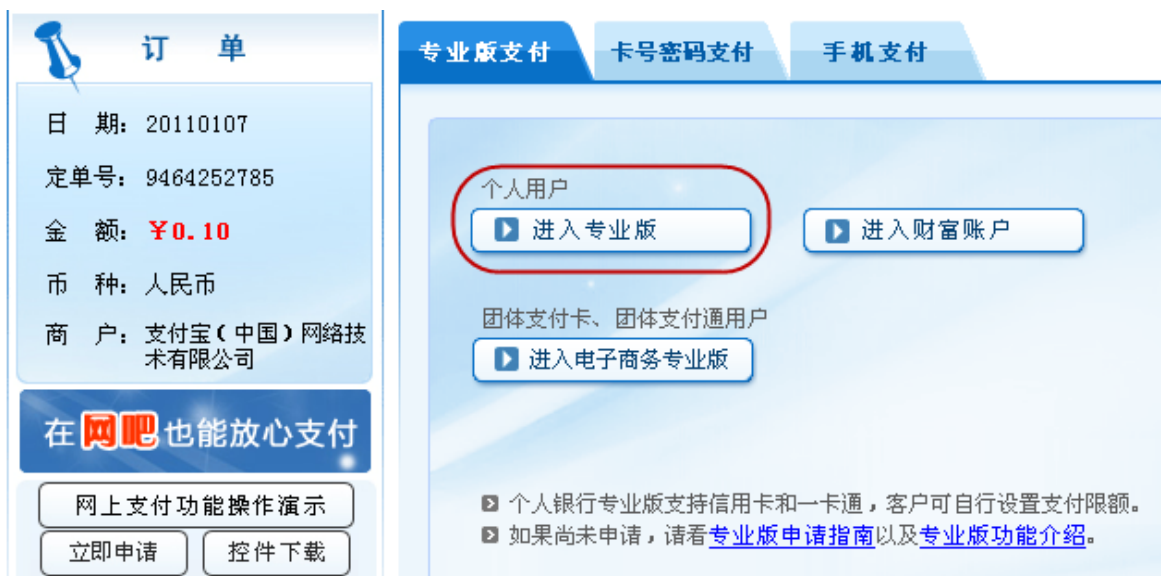 订 单
日 期: 20110107
定单号: 9464252785
金 额: ￥0.10
币 种: 人民币
商 户: 支付宝(中国)网络技
术有限公司
在网吧也能放心支付
网上支付功能操作演示
立即申请 控件下载
专业版支付 卡号密码支付 手机支付
个人用户
进入专业版 进入财富账户
团体支付卡、团体支付通用户
进入电子商务专业版
个人银行专业版支持信用卡和一卡通，客户可自行设置支付限额。
如果尚未申请，请看专业版申请指南以及专业版功能介绍。